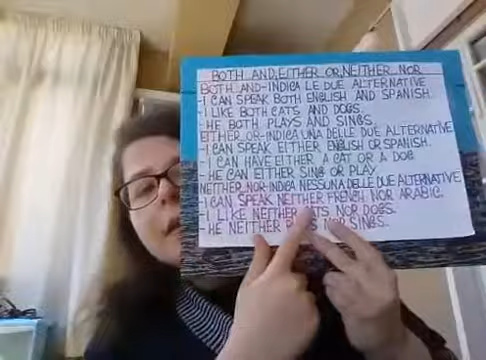 BOTH AND, EITHER OR, NEITHER NOR
BOTH AND-INDICA LE DUE ALTERNATIVE
-I CAN SPEAK BOTH ENGLISH AND SPANISH.
-I LIKE BOTH CATS AND DOGS.
-HE BOTH PLAYS AND SINGS.
EITHER OR-INDICA UNA DELLE DUE ALTERNATIVE
-I CAN SPEAK EITHER ENGLISH OR SPANISH.
-I CAN HAVE EITHER A CAT OR A DOG
-HE CAN EITHER SING OR PLAY
NEITHER NOR-INDICA NESSUNA DELLE DUE ALTERNATIVE
-I CAN SPEAK NEITHER FRENCH NOR ARABIC.
-I LIKE NEITHER CATS NOR DOGS.
-HE NEITHER NOR SINGS.